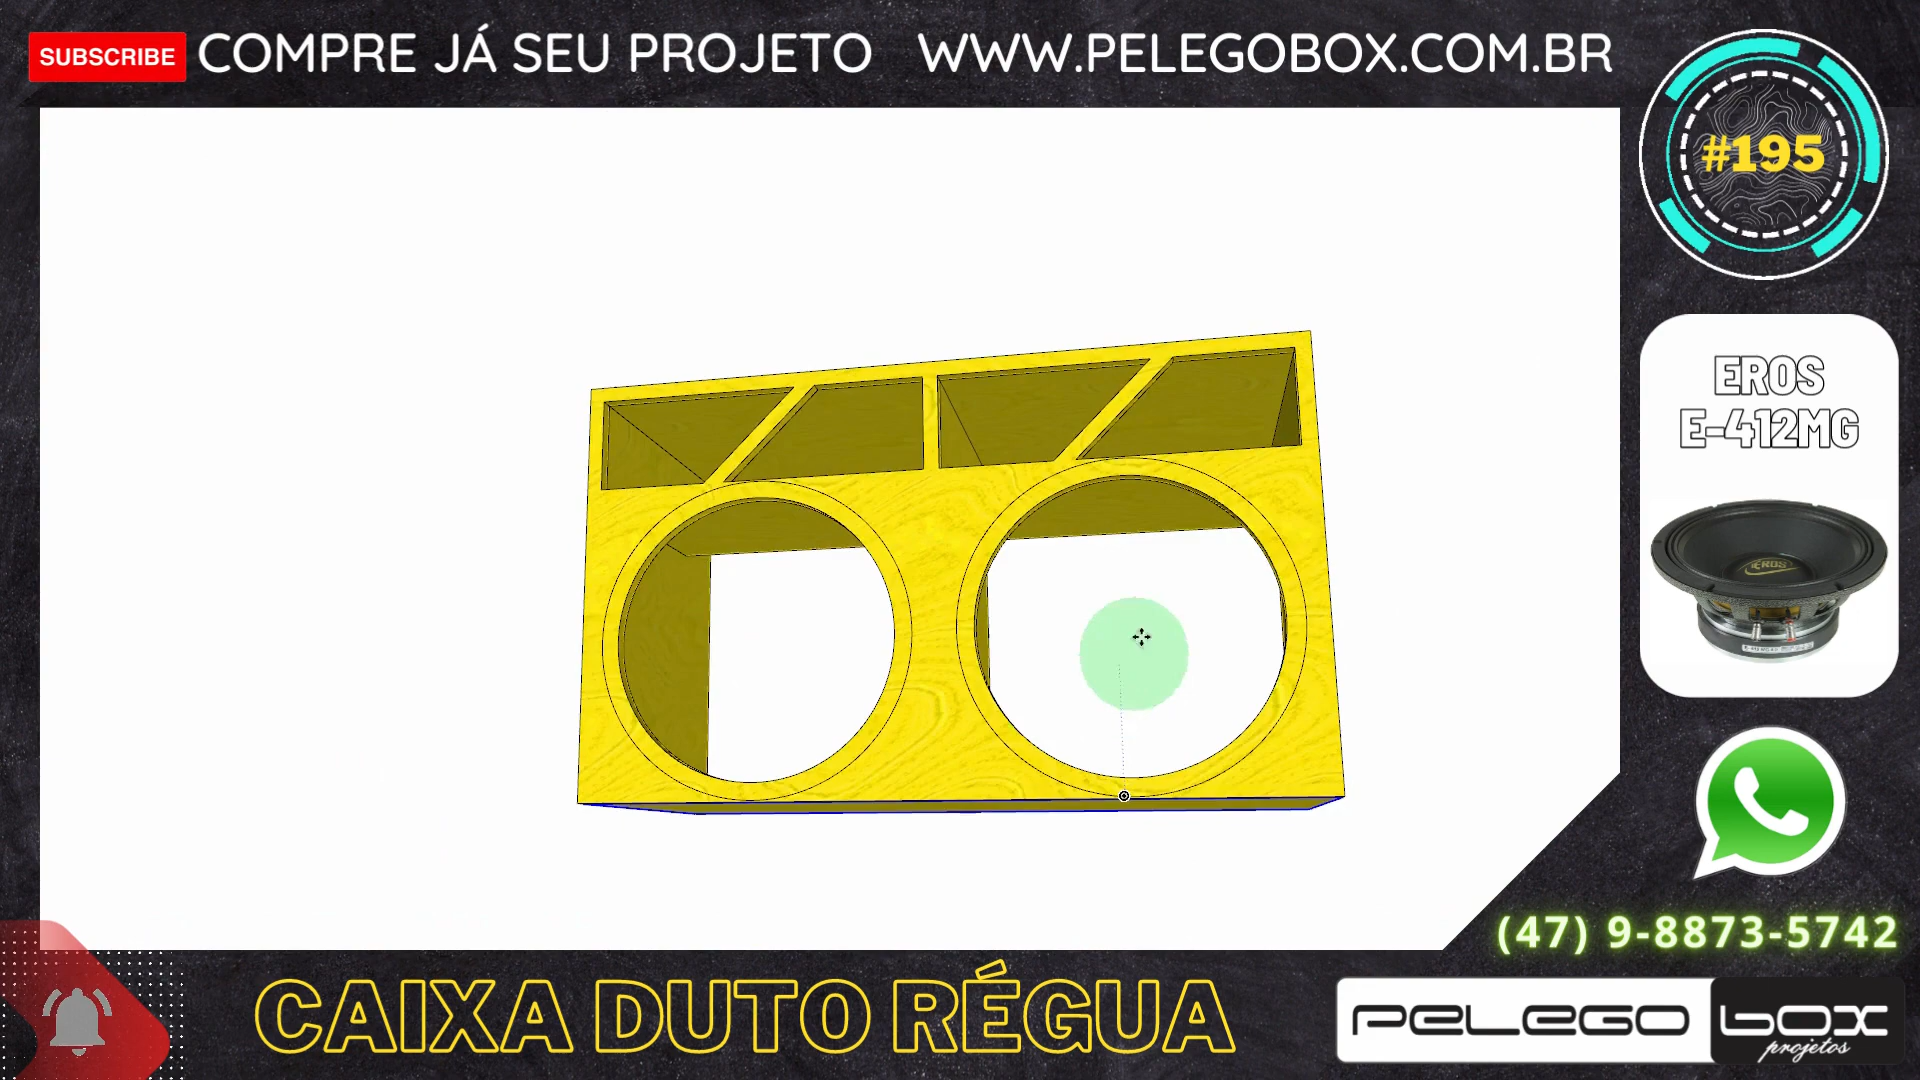 SUBSCRIBE COMPRE JÁ SEU PROJETO WWW.PELEGOBOX.COM.BR
#195
EROS
E-412MG
EROS
(47) 9-8873-5742
CAIXA DUTO RÉGUA
PELEGO box
projetos